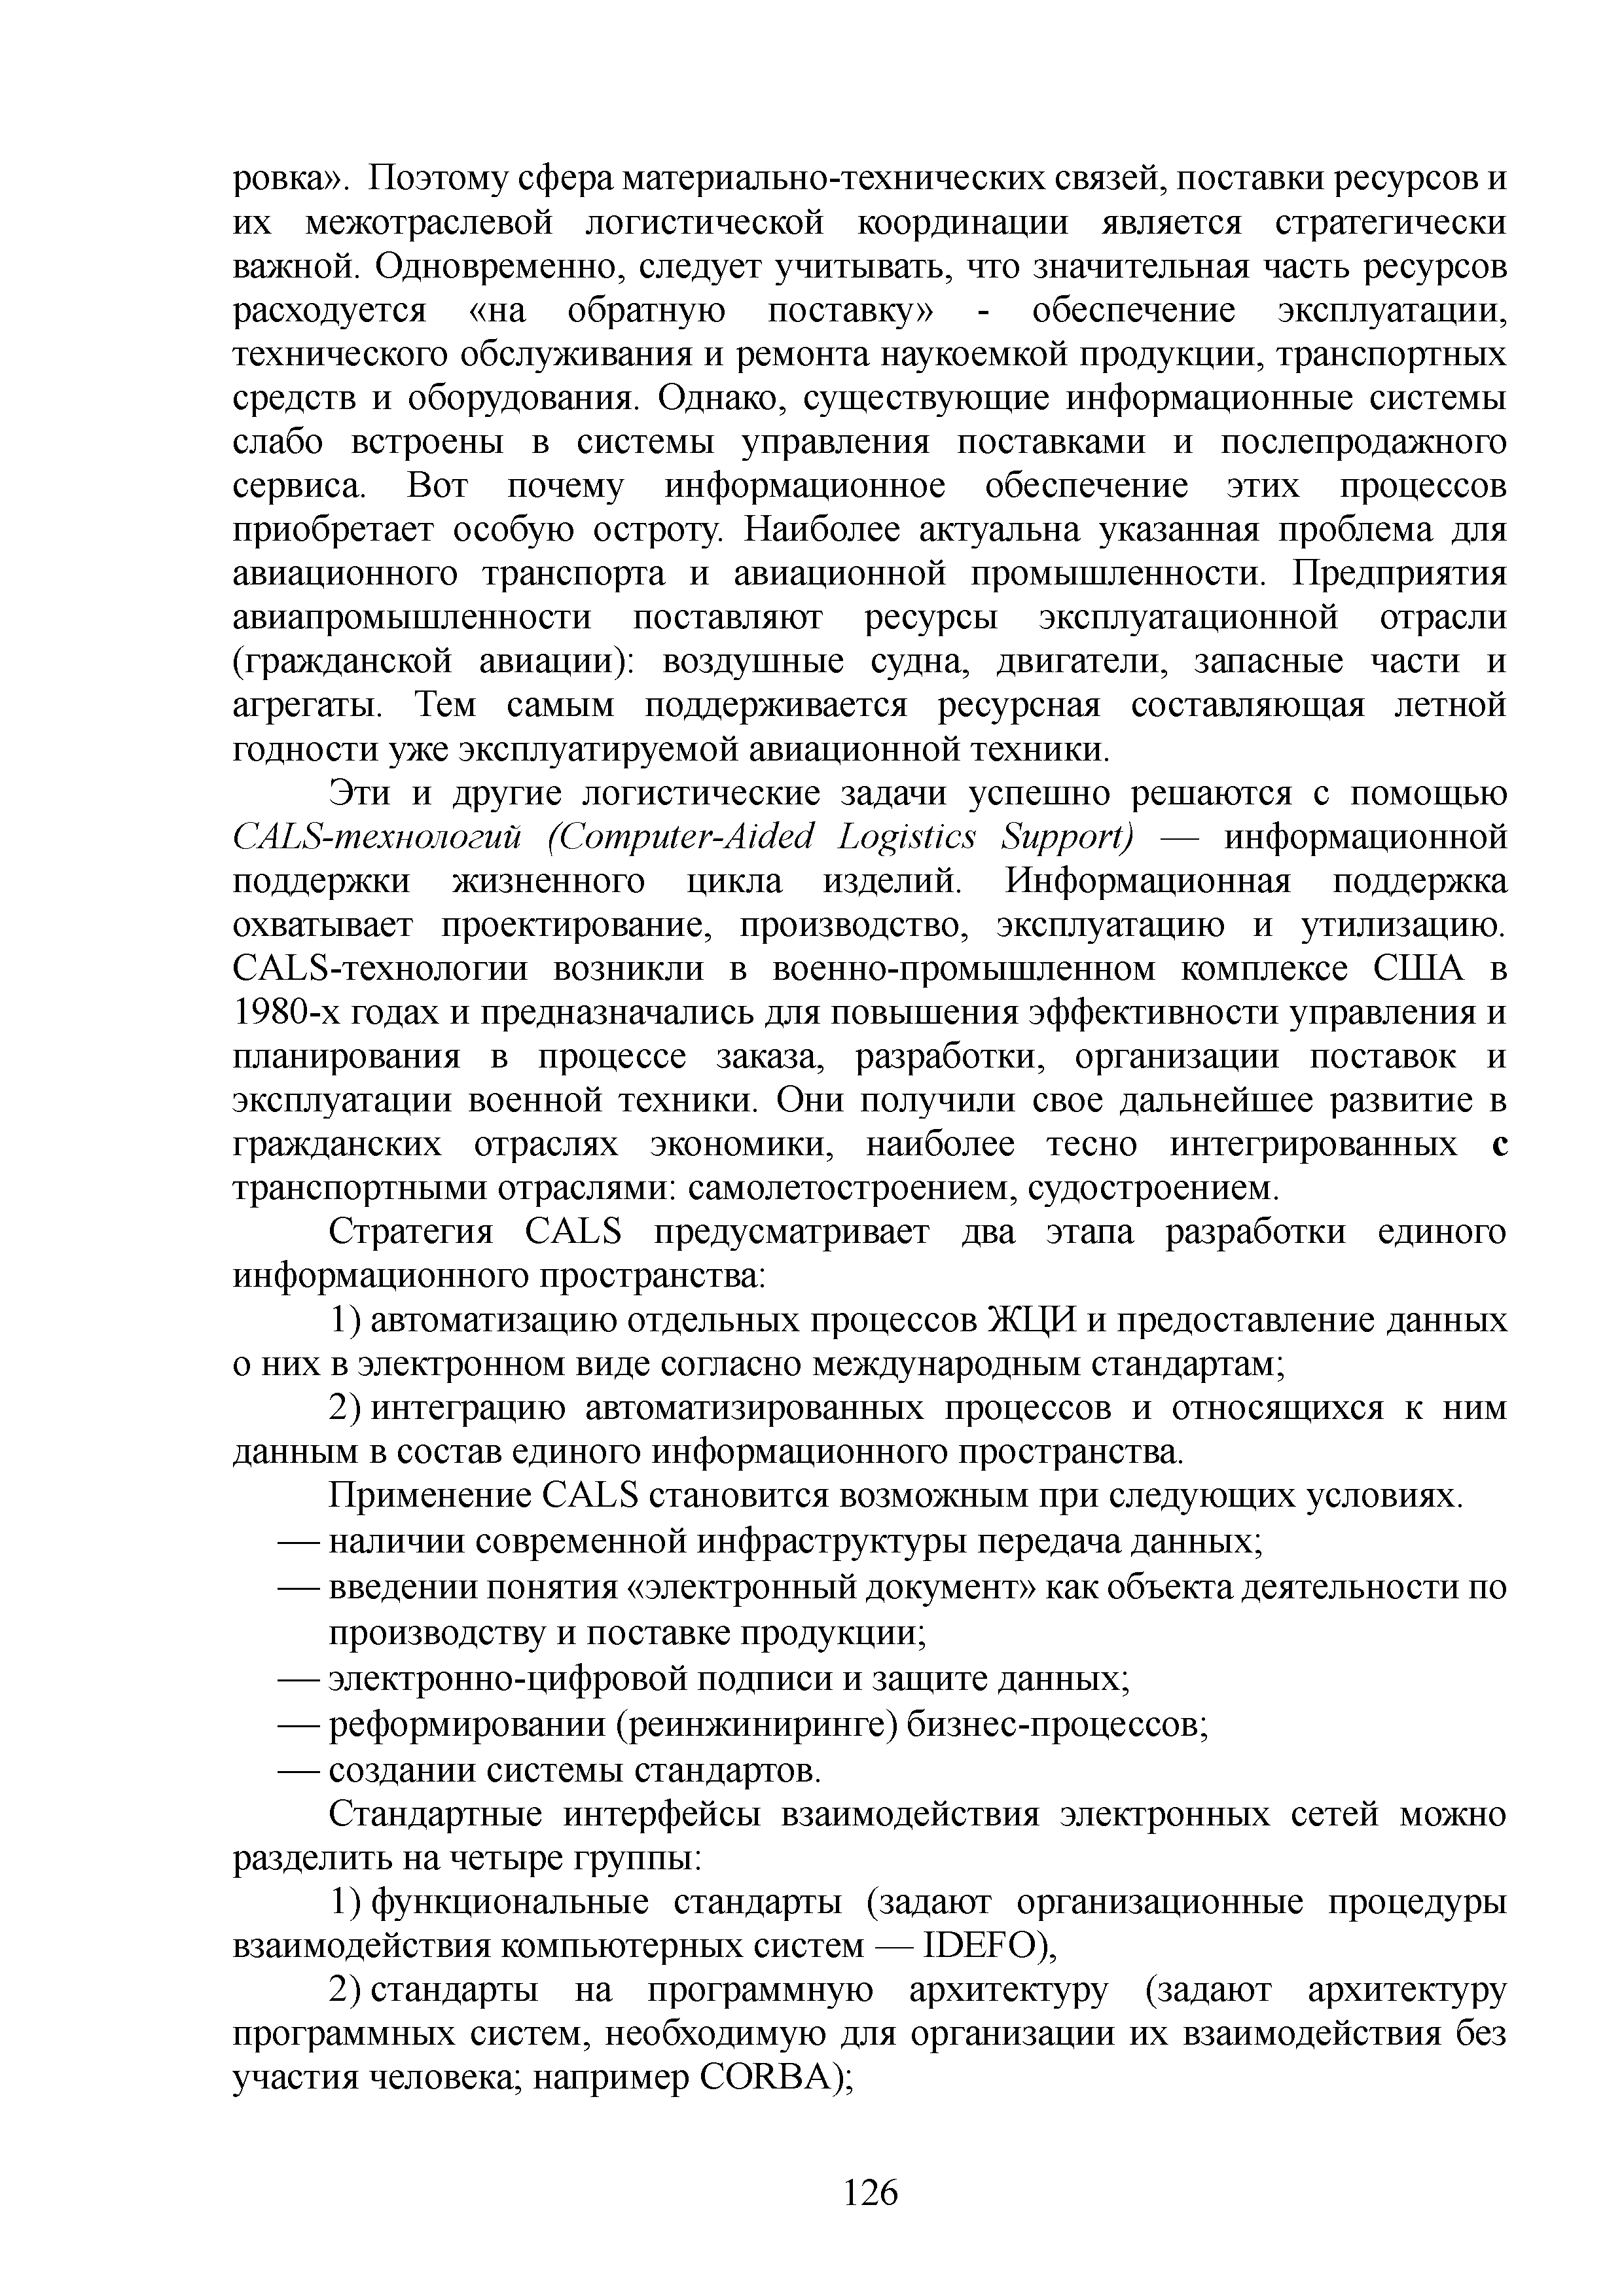 ровка».  Поэтому сфера материально-технических связей, поставки ресурсов и
их межотраслевой логистической координации является стратегически
важной. Одновременно, следует учитывать, что значительная часть ресурсов
расходуется «на обратную поставку» - обеспечение эксплуатации,
технического обслуживания и ремонта наукоемкой продукции, транспортных
средств и оборудования. Однако, существующие информационные системы
слабо встроены в системы управления поставками и послепродажного
сервиса. Вот почему информационное обеспечение этих процессов
приобретает особую остроту. Наиболее актуальна указанная проблема для
авиационного транспорта и авиационной промышленности. Предприятия
авиапромышленности поставляют ресурсы эксплуатационной отрасли
(гражданской авиации): воздушные судна, двигатели, запасные части и
агрегаты. Тем самым поддерживается ресурсная составляющая летной
годности уже эксплуатируемой авиационной техники.
Эти и другие логистические задачи успешно решаются с помощью
CALS-технологий (Computer-Aided Logistics Support) — информационной
поддержки жизненного цикла изделий. Информационная поддержка
охватывает проектирование, производство, эксплуатацию и утилизацию.
CALS-технологии возникли в военно-промышленном комплексе США в
1980-х годах и предназначались для повышения эффективности управления и
планирования в процессе заказа, разработки, организации поставок и
эксплуатации военной техники. Они получили свое дальнейшее развитие в
гражданских отраслях экономики, наиболее тесно интегрированных с
транспортными отраслями: самолетостроением, судостроением.
Стратегия CALS предусматривает два этапа разработки единого
информационного пространства:
1) автоматизацию отдельных процессов ЖЦИ и предоставление данных
о них в электронном виде согласно международным стандартам;
2) интеграцию автоматизированных процессов и относящихся к ним
данным в состав единого информационного пространства.
Применение CALS становится возможным при следующих условиях.
— наличии современной инфраструктуры передача данных;
— введении понятия «электронный документ» как объекта деятельности по
производству и поставке продукции;
— электронно-цифровой подписи и защите данных;
— реформировании (реинжиниринге) бизнес-процессов;
— создании системы стандартов.
Стандартные интерфейсы взаимодействия электронных сетей можно
разделить на четыре группы:
1) функциональные стандарты (задают организационные процедуры
взаимодействия компьютерных систем — IDEFO),
2) стандарты на программную архитектуру (задают архитектуру
программных систем, необходимую для организации их взаимодействия без
участия человека; например CORBA);
126